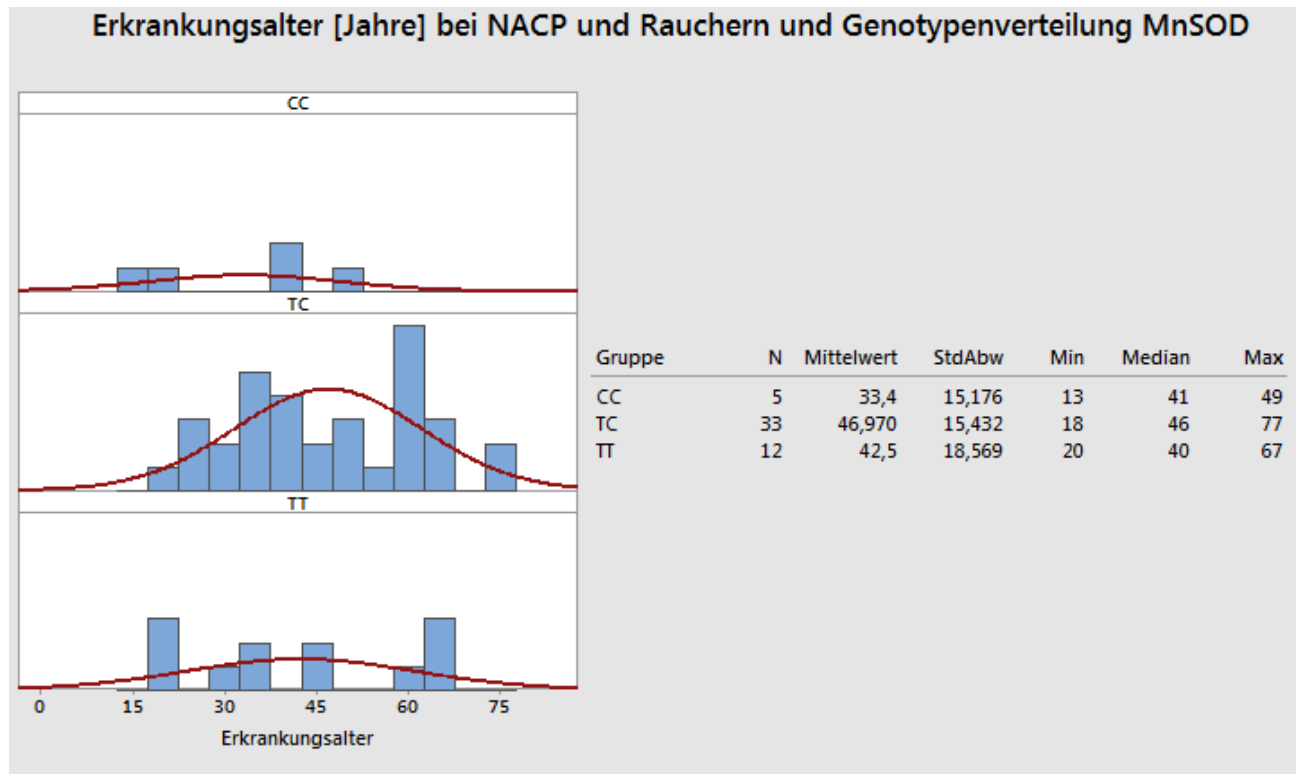 Erkrankungsalter [Jahre] bei NACP und Rauchern und Genotypenverteilung MnSOD
CC
TC
TT
0 15 30 45 60 75
Erkrankungsalter
Gruppe N Mittelwert StdAbw Min Median Max
CC 5 33,4 15,176 13 41 49
TC 33 46,970 15,432 18 46 77
TT 12 42,5 18,569 20 40 67